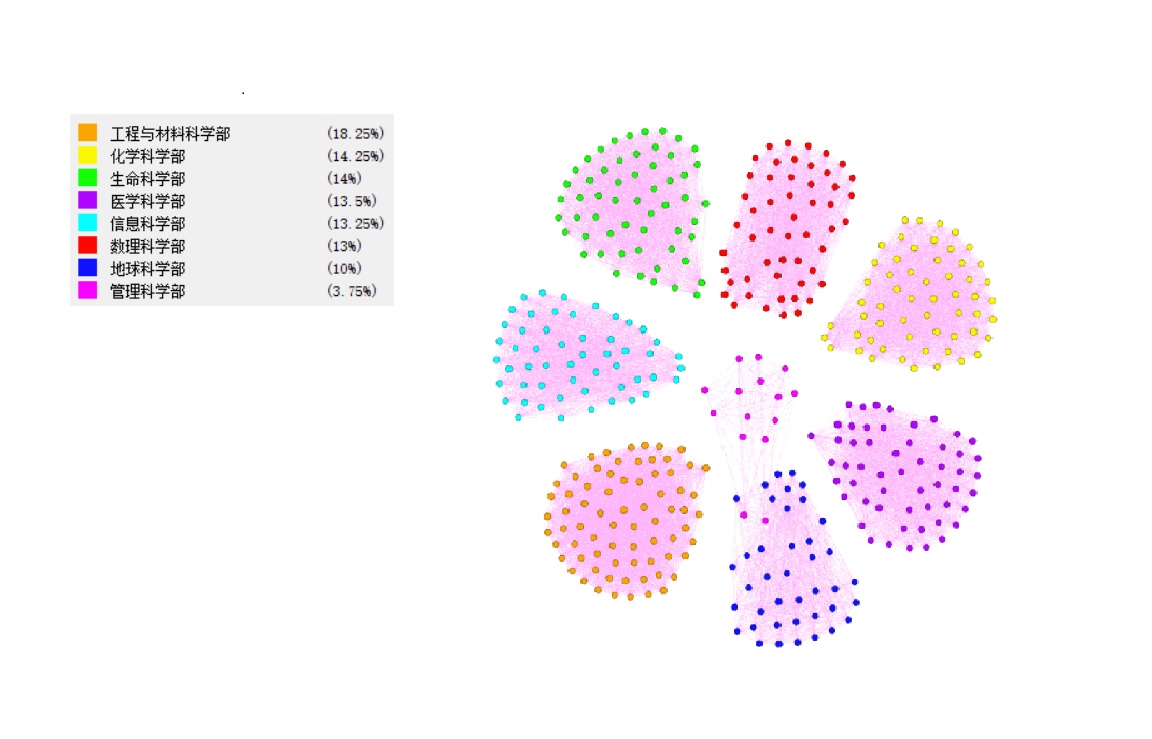 工程与材料科学部 (18.25%)
化学科学部 (14.25%)
生命科学部 (14%)
医学科学部 (13.5%)
信息科学部 (13.25%)
数理科学部 (13%)
地球科学部 (10%)
管理科学部 (3.75%)